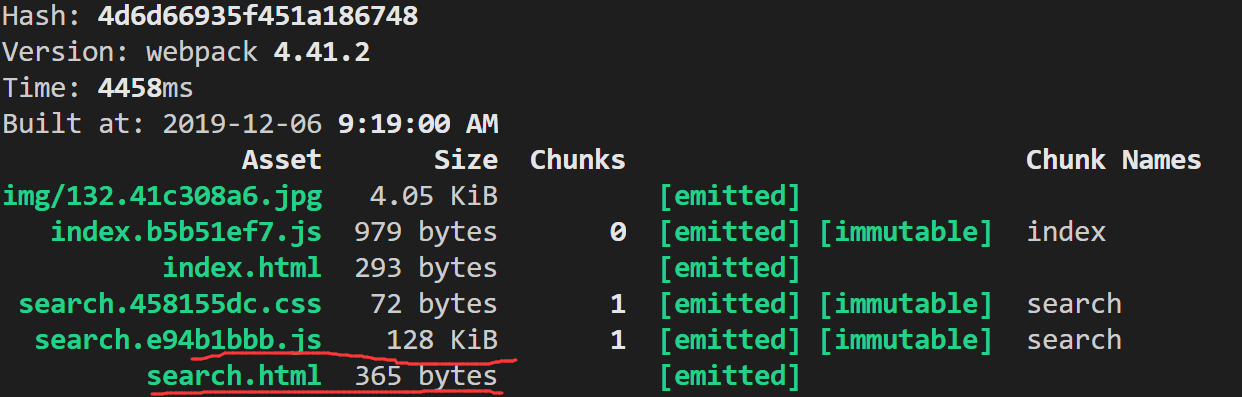 Hash: 4d6d66935f451a186748
Version: webpack 4.41.2
Time: 4458ms
Built at: 2019-12-06 9:19:00 AM
Asset Size Chunks Chunk Names
img/132.41c308a6.jpg 4.05 KiB [emitted]
index.b5b51ef7.js 979 bytes 0 [emitted] [immutable] index
index.html 293 bytes [emitted]
search.458155dc.css 72 bytes 1 [emitted] [immutable] search
search.e94b1bbb.js 128 KiB 1 [emitted] [immutable] search
search.html 365 bytes [emitted]